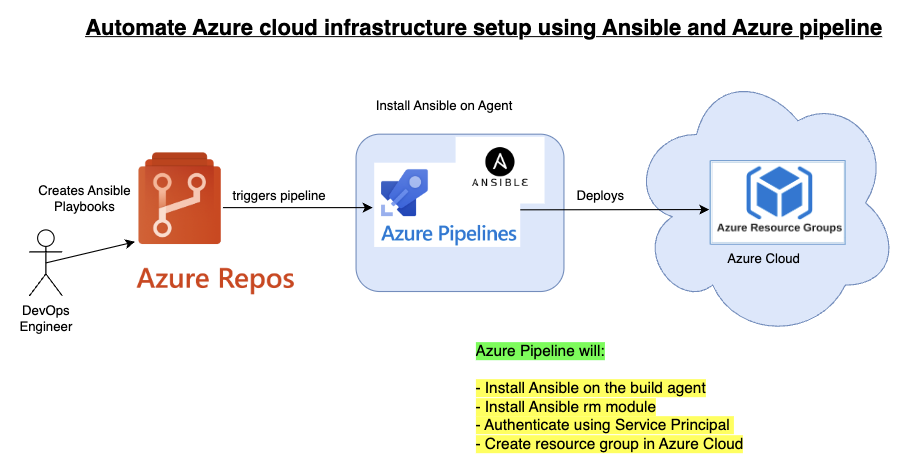 Automate Azure cloud infrastructure setup using Ansible and Azure pipeline
Install Ansible on Agent
Creates Ansible
Playbooks
triggers pipeline
ANSIBLE
Azure Pipelines
Deploys
Azure Resource Groups
Azure Cloud
Azure Repos
DevOps
Engineer
Azure Pipeline will:
- Install Ansible on the build agent
- Install Ansible rm module
- Authenticate using Service Principal
- Create resource group in Azure Cloud